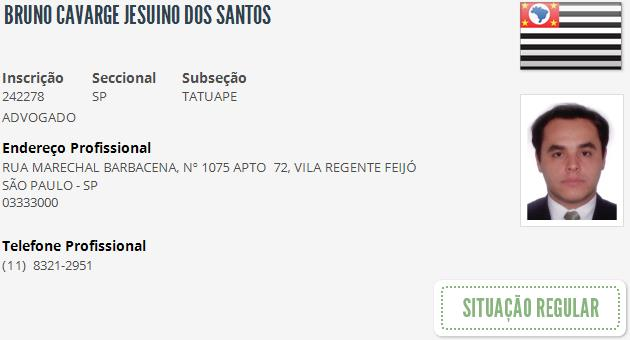 BRUNO CAVARGE JESUINO DOS SANTOS
Inscrição Seccional Subseção
242278 SP TATUAPE
ADVOGADO
Endereço Profissional
RUA MARECHAL BARBACENA, Nº 1075 APTO 72, VILA REGENTE FEIJÓ
SÃO PAULO - SP
03333000
Telefone Profissional
(11) 8321-2951
SITUAÇÃO REGULAR